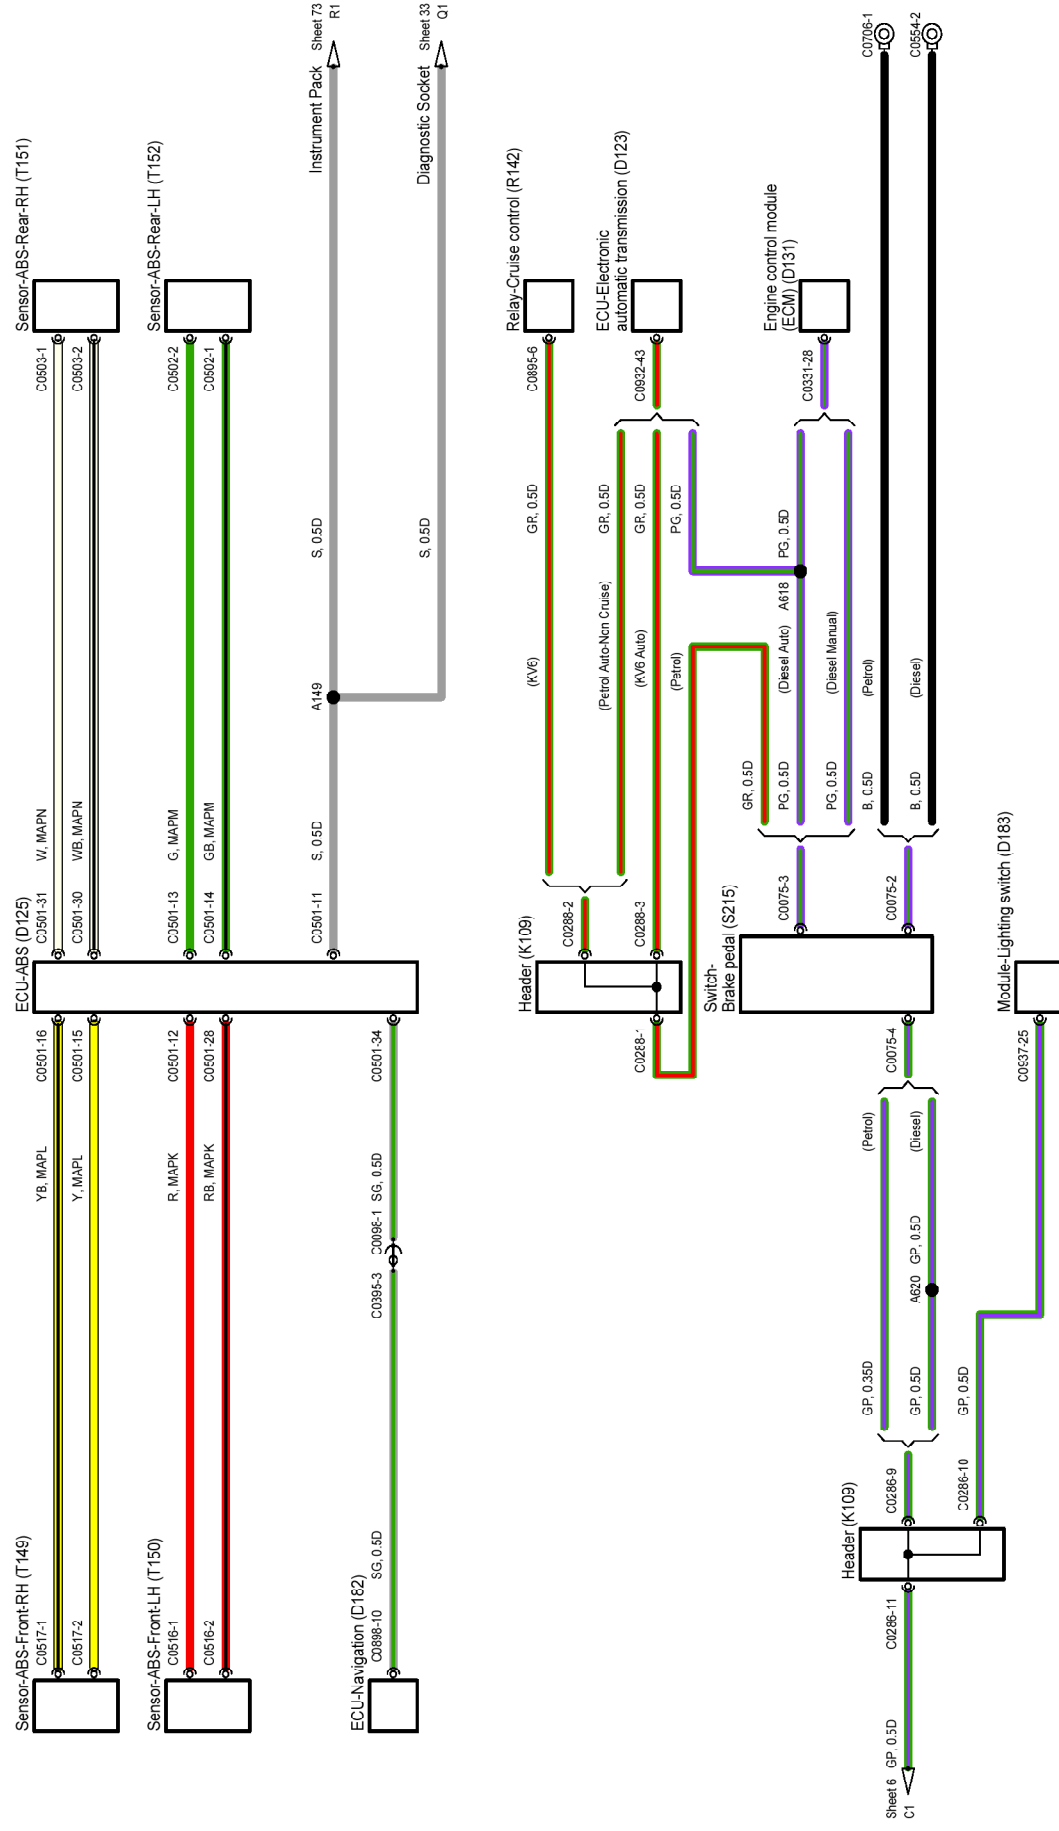 Sensor-ABS-Front-RH (T149)
ECU-ABS (D125)
Sensor-ABS-Rear-RH (T151)
C0517-1
YB, MAPL
C0501-16
C0501-31
W, MAPN
C0503-1
C0517-2
Y, MAPL
C0501-15
C0501-30
WB, MAPN
C0503-2
Sensor-ABS-Front-LH (T150)
Sensor-ABS-Rear-LH (T152)
C0516-1
R, MAPK
C0501-12
C0501-13
G, MAPM
C0502-2
C0516-2
RB, MAPK
C0501-28
C0501-14
GB, MAPM
C0502-1
C0501-11
S, 0.5D
A149
S, 0.5D
Instrument Pack
Sheet 73
R1
ECU-Navigation (D182)
C0898-10
SG, 0.5D
C0395-3
C0098-1
SG, 0.5D
C0501-34
S, 0.5D
Diagnostic Socket
Sheet 33
Q1
Header (K109)
Relay-Cruise control (R142)
C0288-2
(KV6)
GR, 0.5D
C0895-6
ECU-Electronic
automatic transmission (D123)
(Petrol Auto-Non Cruise)
GR, 0.5D
C0288-1
C0288-3
(KV6 Auto)
GR, 0.5D
C0932-43
(Petrol)
PG, 0.5D
Switch-
Brake pedal (S215)
GR, 0.5D
Engine control module
(ECM) (D131)
C0075-3
PG, 0.5D
(Diesel Auto)
A618
PG, 0.5D
C0331-28
PG, 0.5D
(Diesel Manual)
Header (K109)
GP, 0.35D
(Petrol)
B, 0.5D
(Petrol)
C0706-1
Sheet 6
C1
GP, 0.5D
C0286-11
C0286-9
GP, 0.5D
A620
GP, 0.5D
(Diesel)
C0075-4
C0075-2
B, 0.5D
(Diesel)
C0554-2
C0286-10
GP, 0.5D
Module-Lighting switch (D183)
C0937-25